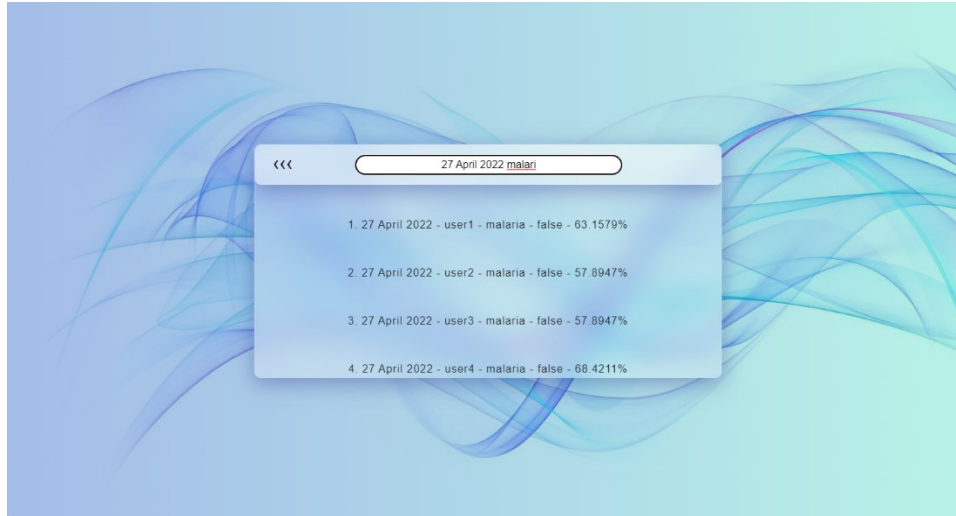 ‹‹‹ 27 April 2022 malari
1. 27 April 2022 - user1 - malaria - false - 63.1579%
2. 27 April 2022 - user2 - malaria - false - 57.8947%
3. 27 April 2022 - user3 - malaria - false - 57.8947%
4. 27 April 2022 - user4 - malaria - false - 68.4211%